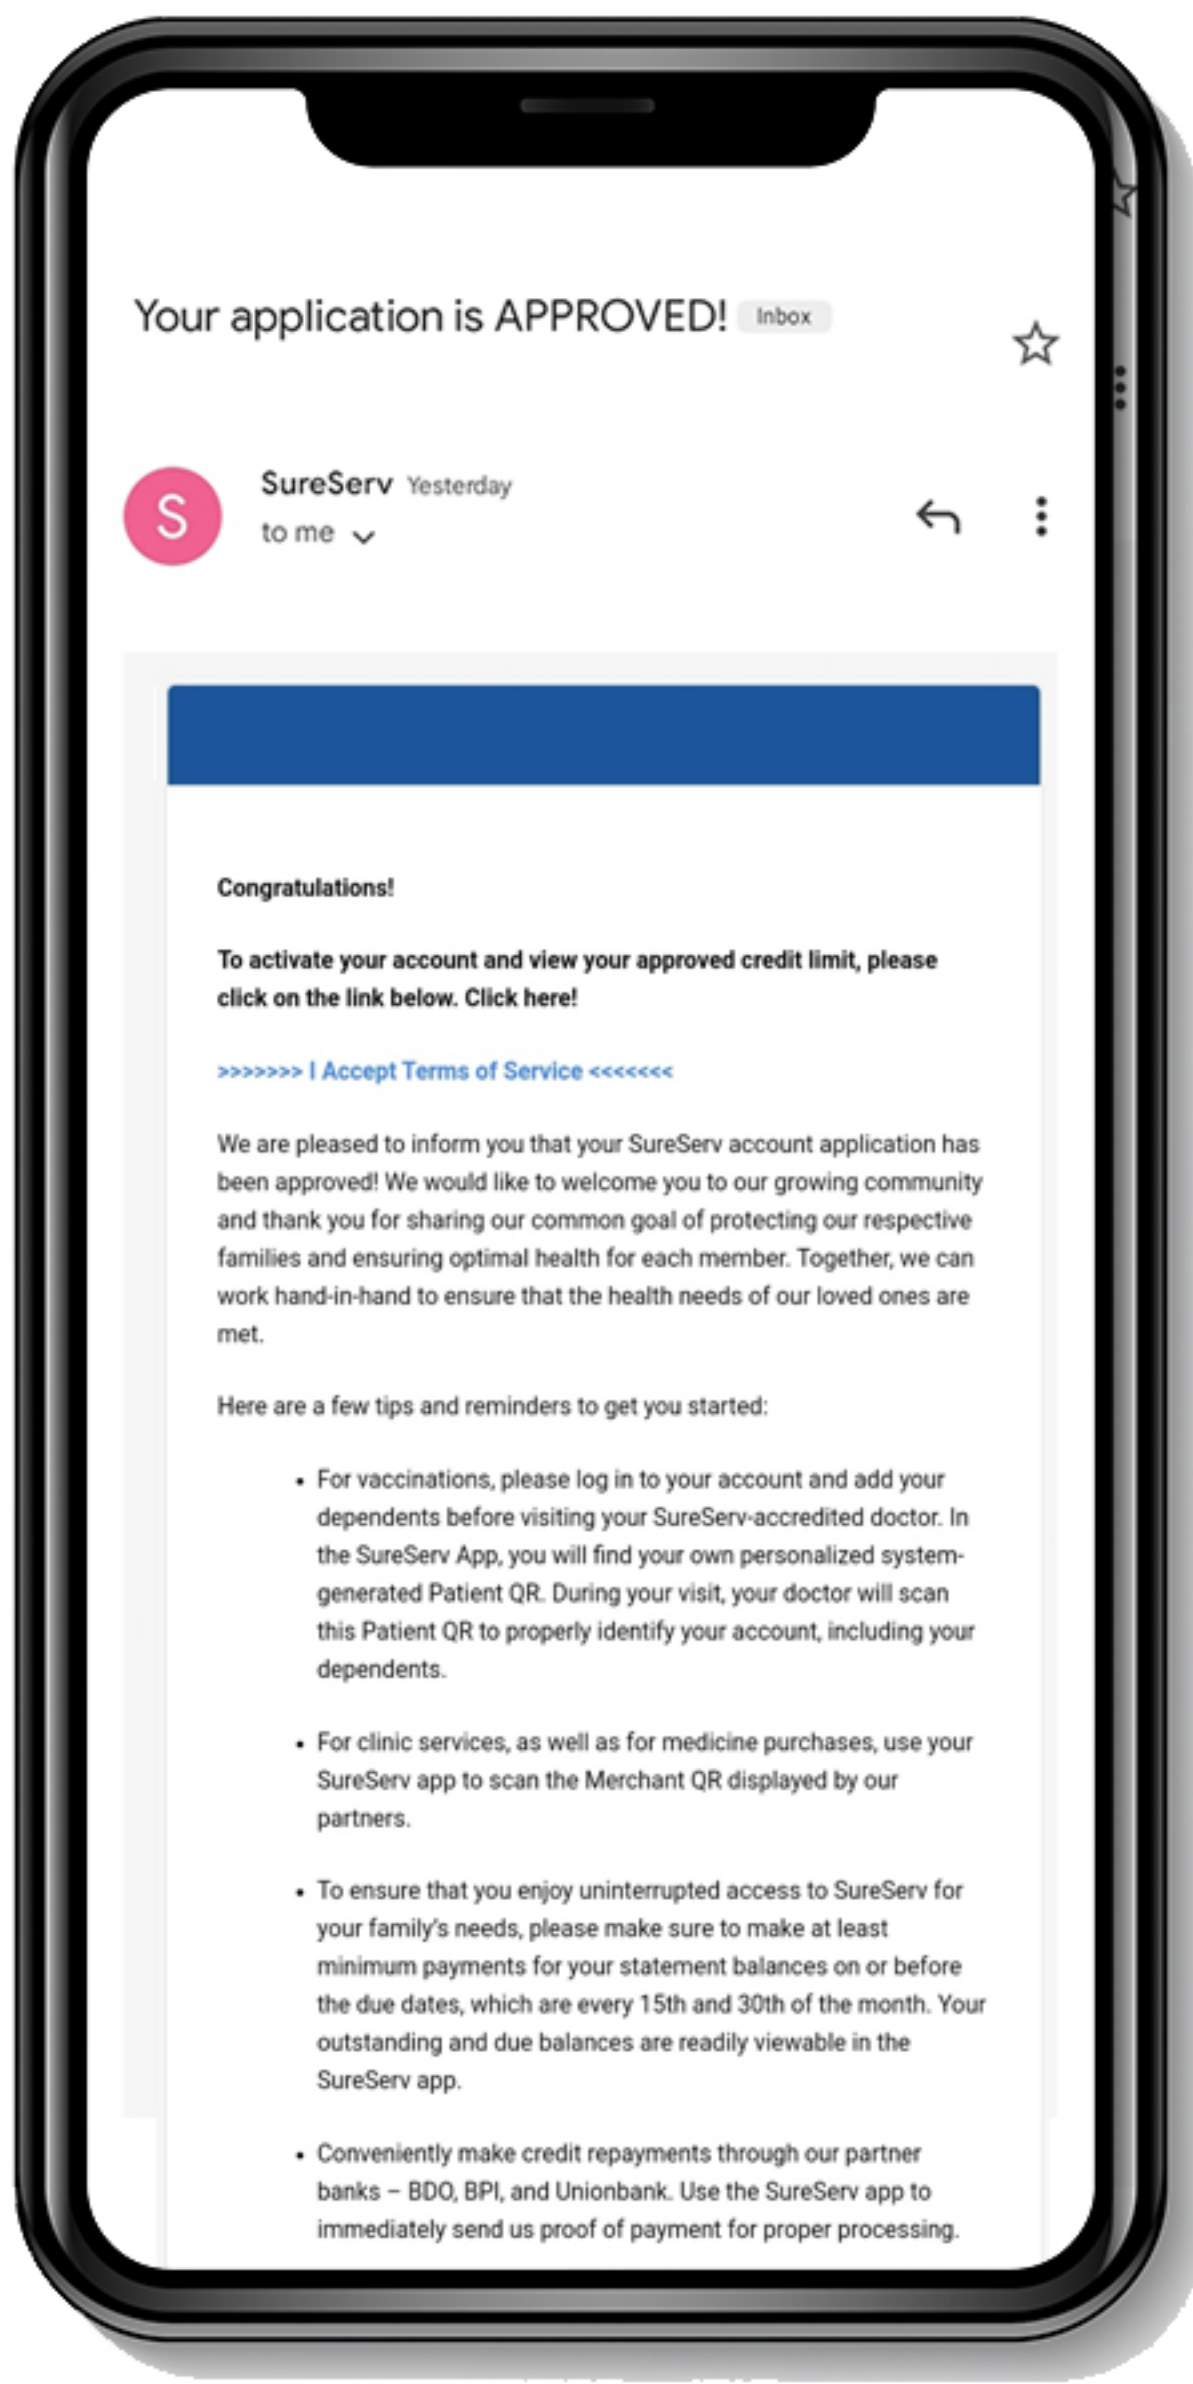 Your application is APPROVED! Inbox
S
SureServ Yesterday
to me
Congratulations!
To activate your account and view your approved credit limit, please
click on the link below. Click here!
>>>>>>> I Accept Terms of Service <<<<<<<
We are pleased to inform you that your SureServ account application has
been approved! We would like to welcome you to our growing community
and thank you for sharing our common goal of protecting our respective
families and ensuring optimal health for each member. Together, we can
work hand-in-hand to ensure that the health needs of our loved ones are
met.
Here are a few tips and reminders to get you started:
• For vaccinations, please log in to your account and add your
dependents before visiting your SureServ-accredited doctor. In
the SureServ App, you will find your own personalized system-
generated Patient QR. During your visit, your doctor will scan
this Patient QR to properly identify your account, including your
dependents.
• For clinic services, as well as for medicine purchases, use your
SureServ app to scan the Merchant QR displayed by our
partners.
• To ensure that you enjoy uninterrupted access to SureServ for
your family's needs, please make sure to make at least
minimum payments for your statement balances on or before
the due dates, which are every 15th and 30th of the month. Your
outstanding and due balances are readily viewable in the
SureServ app.
• Conveniently make credit repayments through our partner
banks – BDO, BPI, and Unionbank. Use the SureServ app to
immediately send us proof of payment for proper processing.